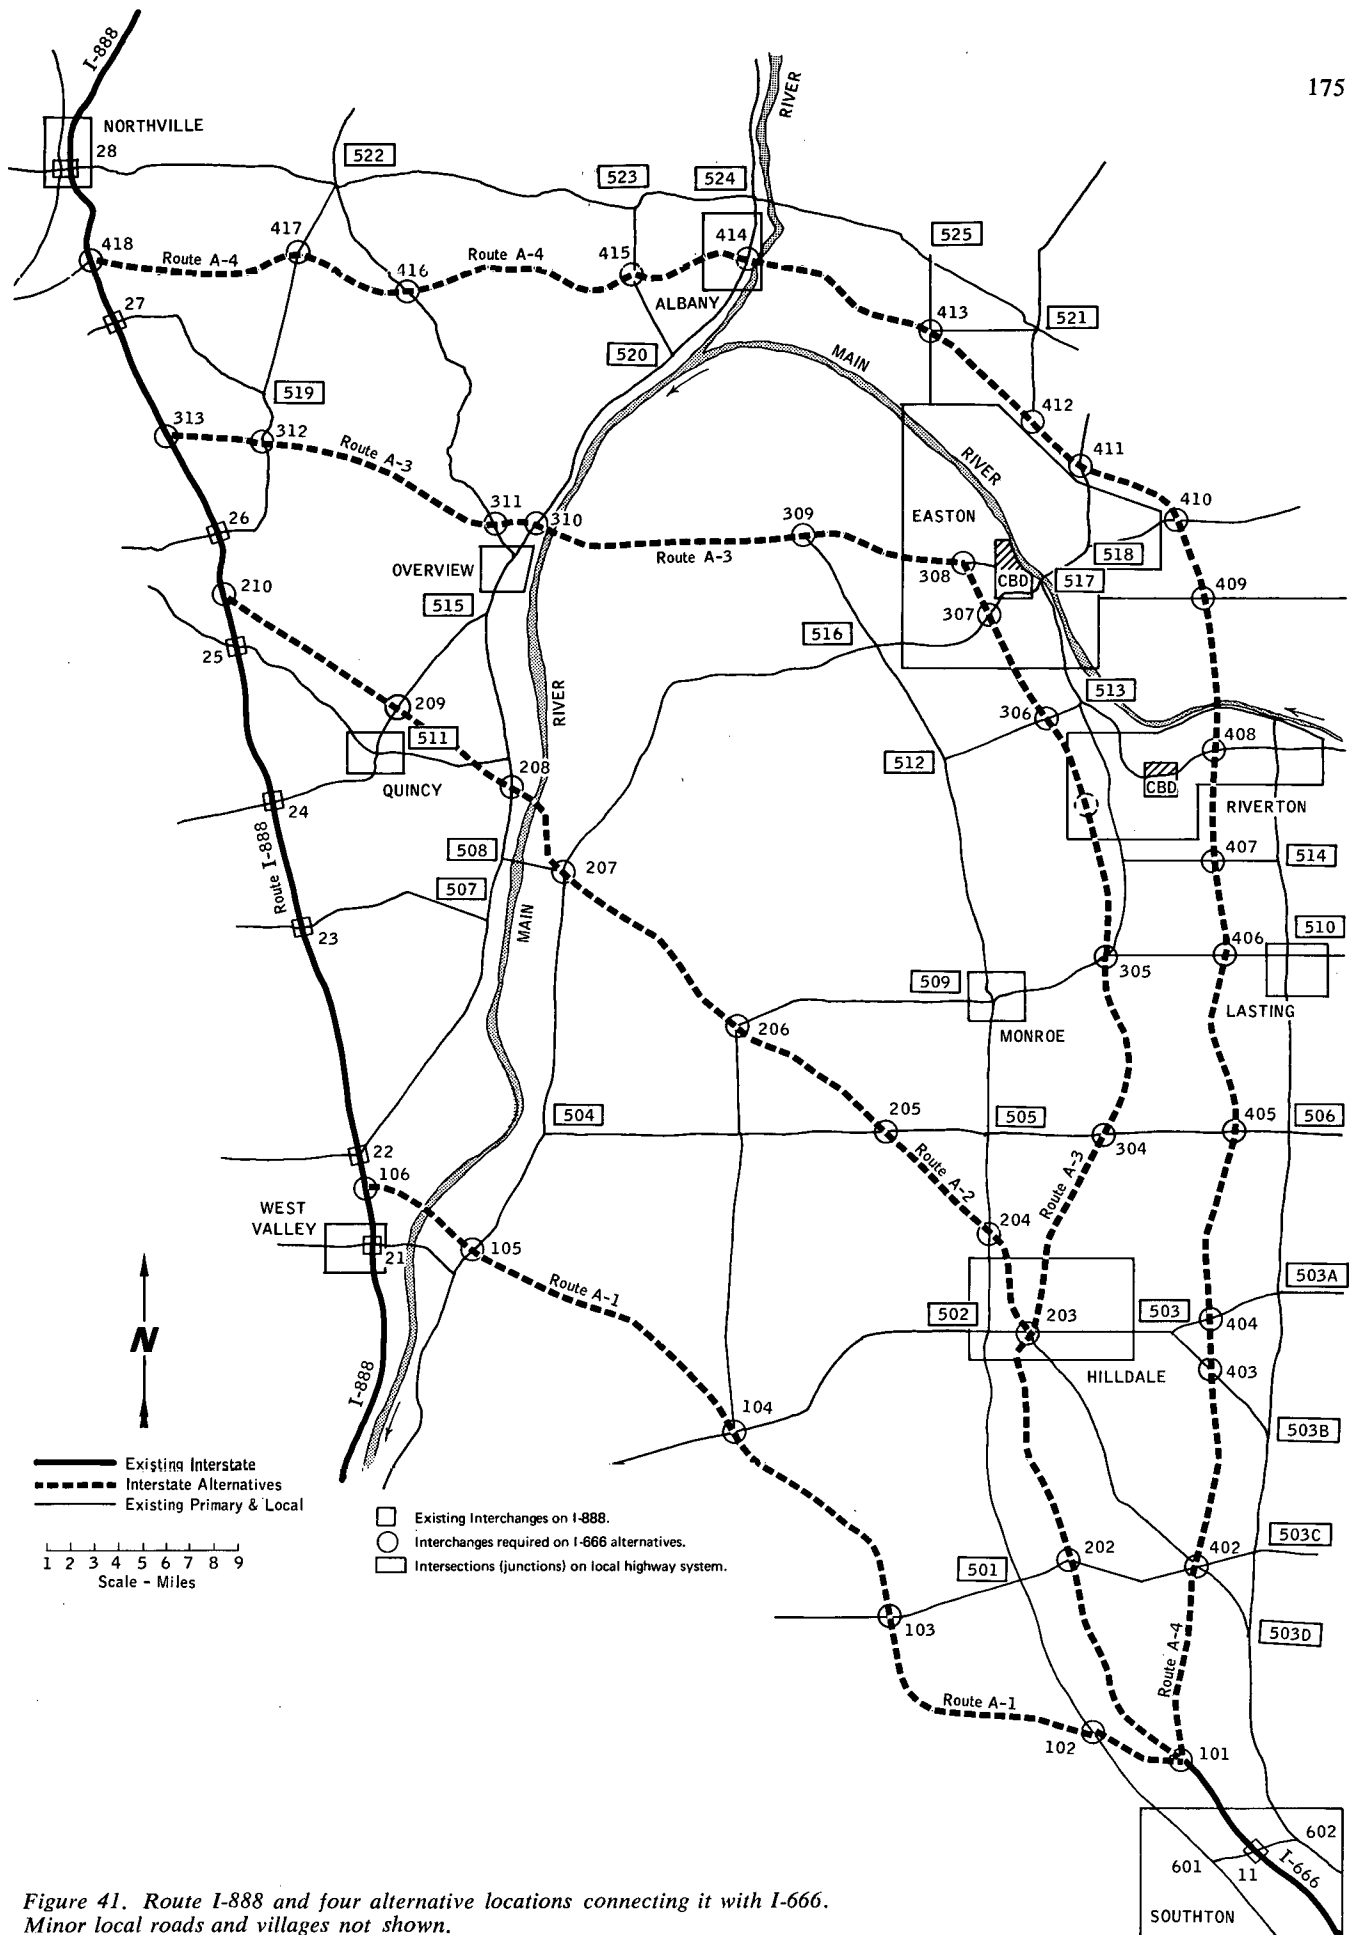 175
I-888
RIVER
NORTHVILLE
28
522
523
524
417
414
525
418
Route A-4
416
Route A-4
415
ALBANY
413
521
27
520
MAIN
519
412
313
312
Route A-3
411
RIVER
311
310
309
410
26
EASTON
OVERVIEW
Route A-3
308
CBD
518
517
210
515
409
307
516
25
513
209
RIVER
306
511
408
208
512
QUINCY
CBD
RIVERTON
24
Route I-888
508
207
407
514
507
23
MAIN
510
406
305
509
LASTING
206
MONROE
504
205
505
405
506
304
22
Route A-2
Route A-3
106
WEST
VALLEY
204
21
105
503A
Route A-1
502
203
503
404
N
HILLDALE
403
I-888
104
503B
Existing Interstate
Interstate Alternatives
Existing Primary & Local
Existing Interchanges on I-888.
Interchanges required on I-666 alternatives.
Intersections (junctions) on local highway system.
1 2 3 4 5 6 7 8 9
Scale - Miles
503C
202
402
501
103
503D
Route A-4
Route A-1
102
101
602
601
11
I-666
SOUTHTON
Figure 41. Route I-888 and four alternative locations connecting it with I-666.
Minor local roads and villages not shown.